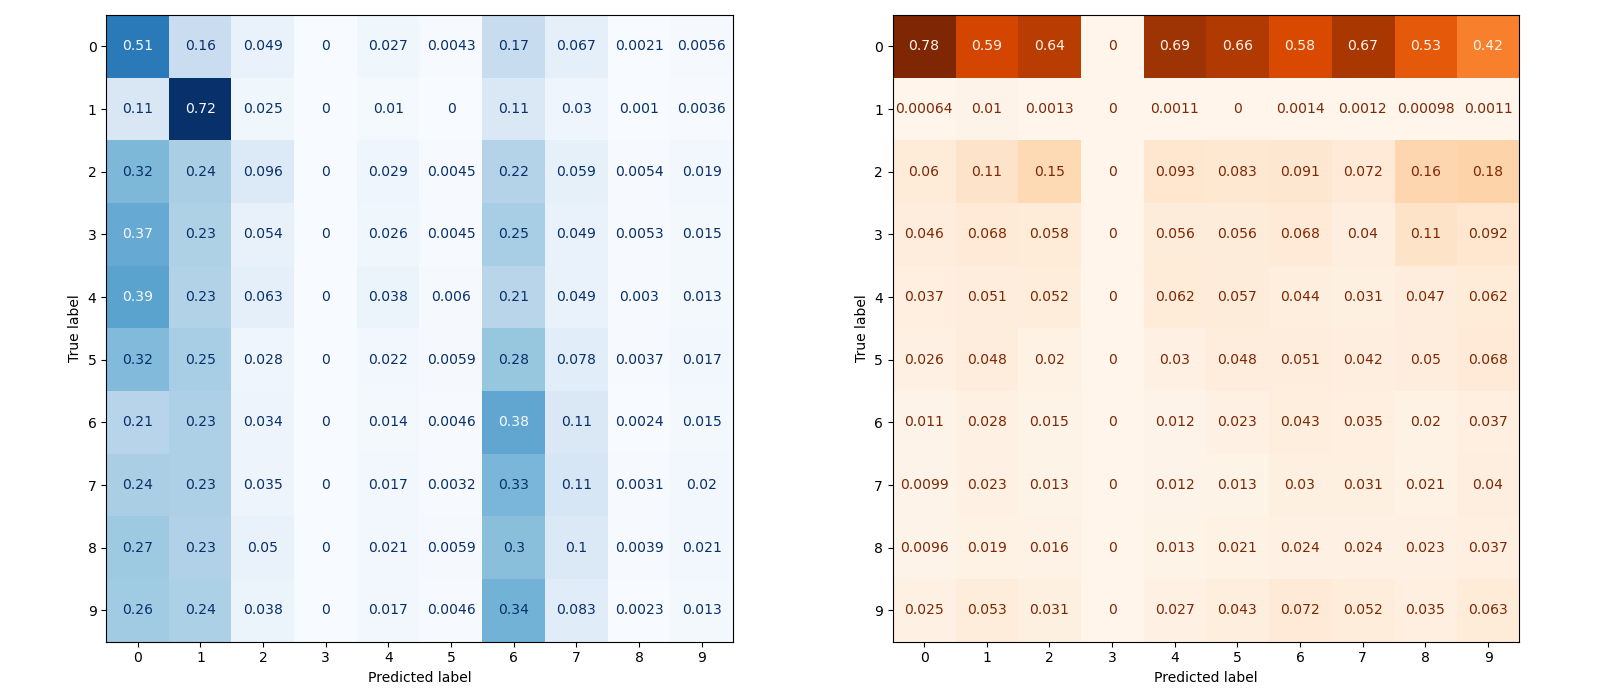 0 0.51 0.16 0.049 0 0.027 0.0043 0.17 0.067 0.0021 0.0056
1 0.11 0.72 0.025 0 0.01 0 0.11 0.03 0.001 0.0036
2 0.32 0.24 0.096 0 0.029 0.0045 0.22 0.059 0.0054 0.019
3 0.37 0.23 0.054 0 0.026 0.0045 0.25 0.049 0.0053 0.015
4 0.39 0.23 0.063 0 0.038 0.006 0.21 0.049 0.003 0.013
True label
5 0.32 0.25 0.028 0 0.022 0.0059 0.28 0.078 0.0037 0.017
6 0.21 0.23 0.034 0 0.014 0.0046 0.38 0.11 0.0024 0.015
7 0.24 0.23 0.035 0 0.017 0.0032 0.33 0.11 0.0031 0.02
8 0.27 0.23 0.05 0 0.021 0.0059 0.3 0.1 0.0039 0.021
9 0.26 0.24 0.038 0 0.017 0.0046 0.34 0.083 0.0023 0.013
0 1 2 3 4 5 6 7 8 9
Predicted label
0 0.78 0.59 0.64 0 0.69 0.66 0.58 0.67 0.53 0.42
1 0.00064 0.01 0.0013 0 0.0011 0 0.0014 0.0012 0.00098 0.0011
2 0.06 0.11 0.15 0 0.093 0.083 0.091 0.072 0.16 0.18
3 0.046 0.068 0.058 0 0.056 0.056 0.068 0.04 0.11 0.092
4 0.037 0.051 0.052 0 0.062 0.057 0.044 0.031 0.047 0.062
True label
5 0.026 0.048 0.02 0 0.03 0.048 0.051 0.042 0.05 0.068
6 0.011 0.028 0.015 0 0.012 0.023 0.043 0.035 0.02 0.037
7 0.0099 0.023 0.013 0 0.012 0.013 0.03 0.031 0.021 0.04
8 0.0096 0.019 0.016 0 0.013 0.021 0.024 0.024 0.023 0.037
9 0.025 0.053 0.031 0 0.027 0.043 0.072 0.052 0.035 0.063
0 1 2 3 4 5 6 7 8 9
Predicted label